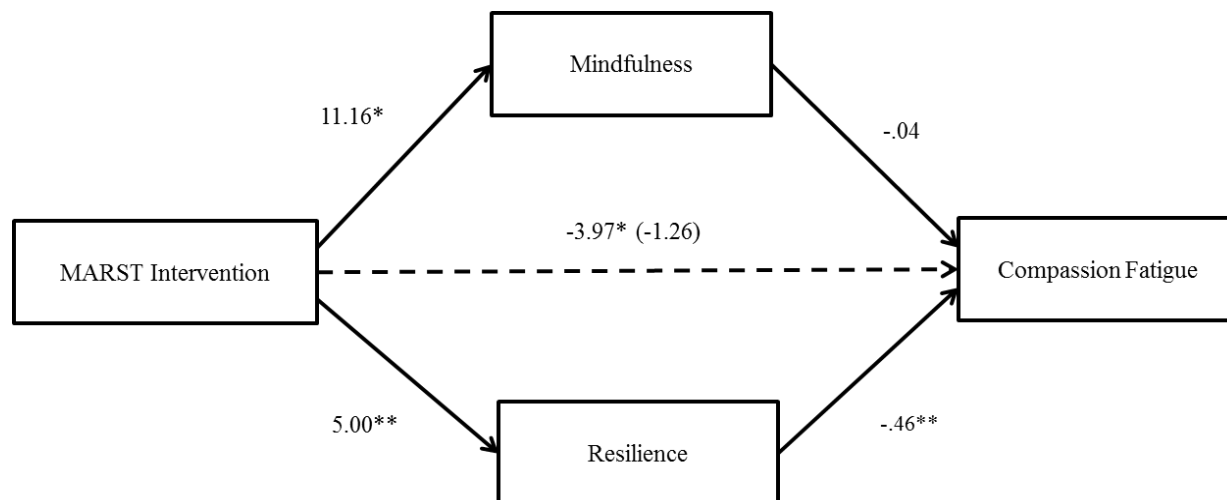 Mindfulness
11.16*
-.04
-3.97* (-1.26)
MARST Intervention
Compassion Fatigue
5.00**
-.46**
Resilience